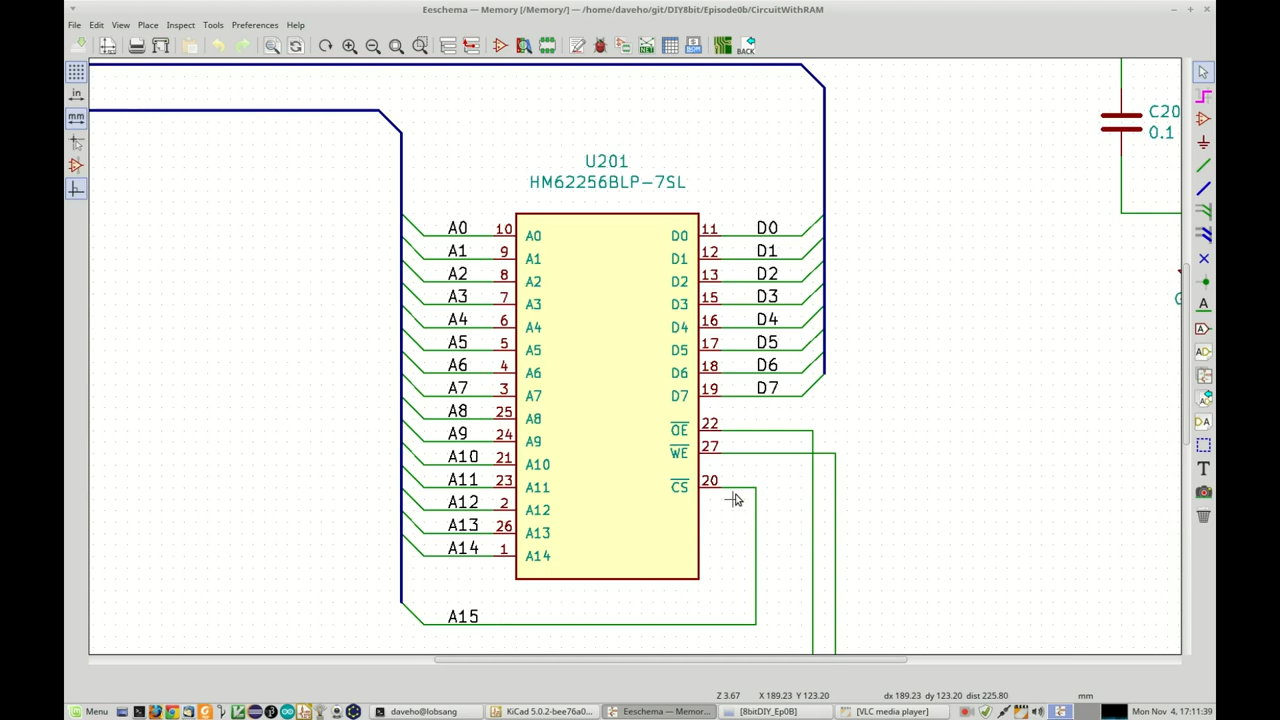 Eeschema — Memory [/Memory/] — /home/daveho/git/DIY8bit/Episode0b/CircuitWithRAM
File Edit View Place Inspect Tools Preferences Help
in
mm
U201
HM62256BLP-7SL
C20
0.1
A0 10 A0 D0 11 D0
A1 9 A1 D1 12 D1
A2 8 A2 D2 13 D2
A3 7 A3 D3 15 D3
A4 6 A4 D4 16 D4
A5 5 A5 D5 17 D5
A6 4 A6 D6 18 D6
A7 3 A7 D7 19 D7
A8 25 A8 OE 22
A9 24 A9 WE 27
A10 21 A10
A11 23 A11 CS 20
A12 2 A12
A13 26 A13
A14 1 A14
A15
Z 3.67 X 189.23 Y 123.20 dx 189.23 dy 123.20 dist 225.80 mm
Menu daveho@lobsang KiCad 5.0.2-bee76a0... Eeschema — Memor... [8bitDIY_Ep0B] [VLC media player] Mon Nov 4, 17:11:39